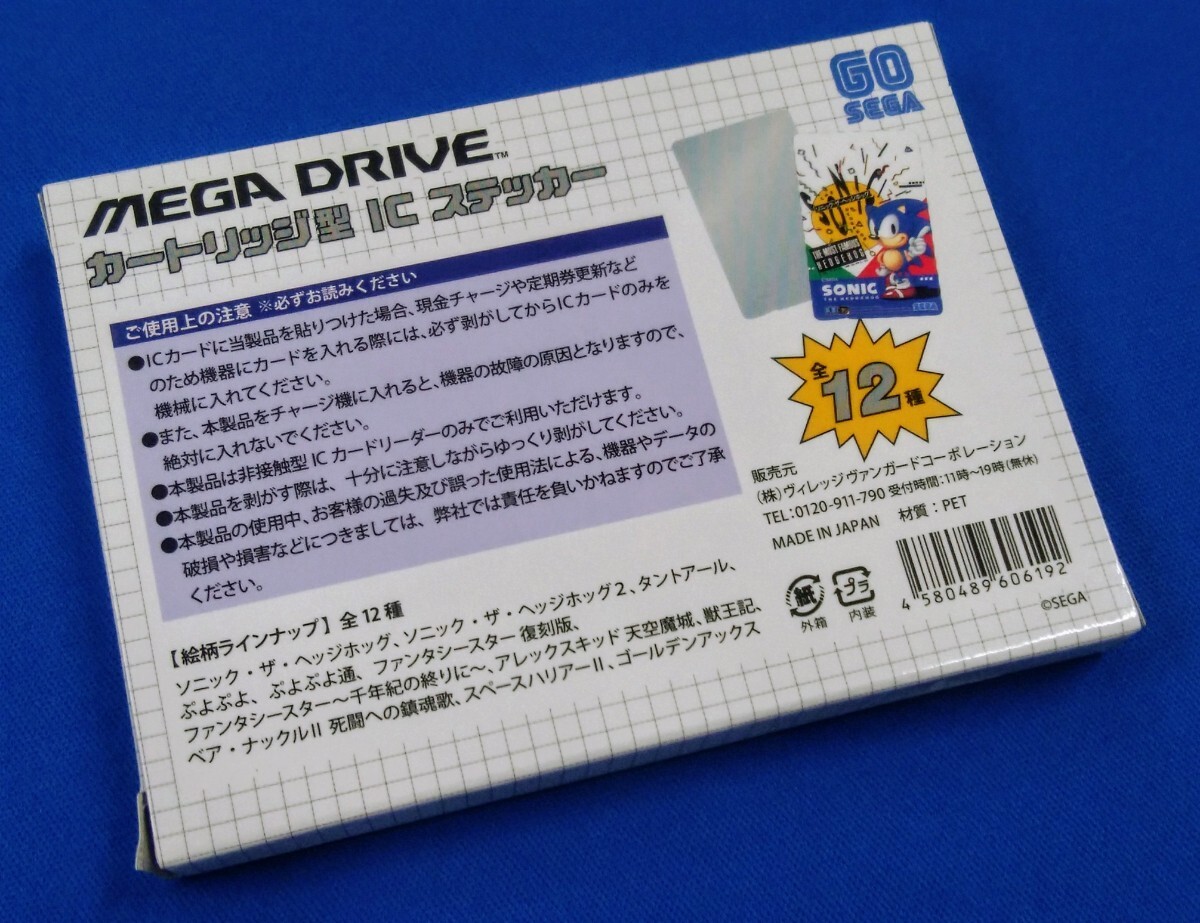 GO
SEGA
MEGA DRIVE™
カートリッジ型 IC ステッカー
ご使用上の注意 ※必ずお読みください
●ICカードに当製品を貼りつけた場合、現金チャージや定期券更新など
のため機器にカードを入れる際には、必ず剥がしてからICカードのみを
機械に入れてください。
●また、本製品をチャージ機に入れると、機器の故障の原因となりますので、
絶対に入れないでください。
●本製品は非接触型ICカードリーダーのみでご利用いただけます。
●本製品を剥がす際は、十分に注意しながらゆっくり剥がしてください。
●本製品の使用中、お客様の過失及び誤った使用法による、機器やデータの
破損や損害などにつきましては、弊社では責任を負いかねますのでご了承
ください。
【絵柄ラインナップ】全12種
ソニック・ザ・ヘッジホッグ、ソニック・ザ・ヘッジホッグ2、タントアール、
ぷよぷよ、ぷよぷよ通、ファンタシースター 復刻版、
ファンタシースター〜千年紀の終りに〜、アレックスキッド 天空魔城、獣王記、
ベア・ナックルII 死闘への鎮魂歌、スペースハリアーII、ゴールデンアックス
THE MOST FAMOUS
HEDGEHOG
SONIC
THE HEDGEHOG
SEGA
全12種
販売元
(株)ヴィレッジヴァンガードコーポレーション
TEL:0120-911-790 受付時間:11時〜19時(無休)
MADE IN JAPAN 材質:PET
紙
外箱
プラ
内装
4 580489 606192
©SEGA